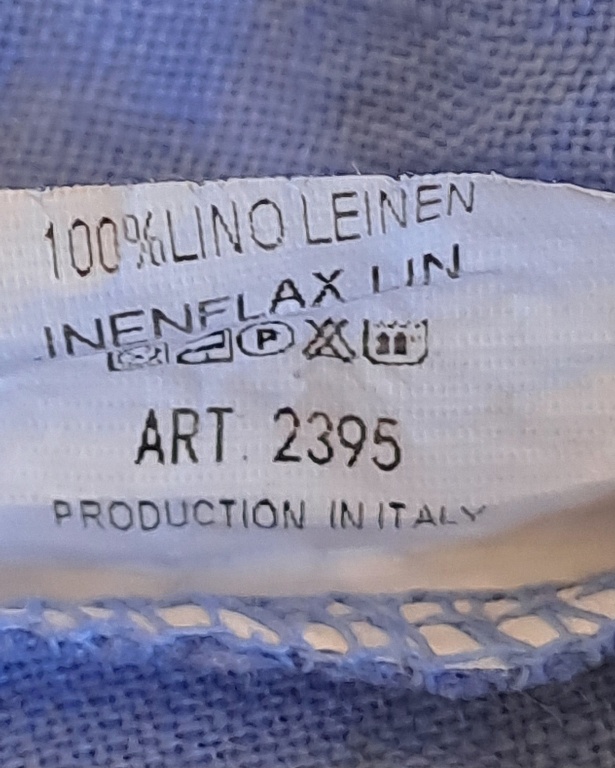 100%LINO LEINEN
INENFLAX LIN
P
ART. 2395
PRODUCTION IN ITALY